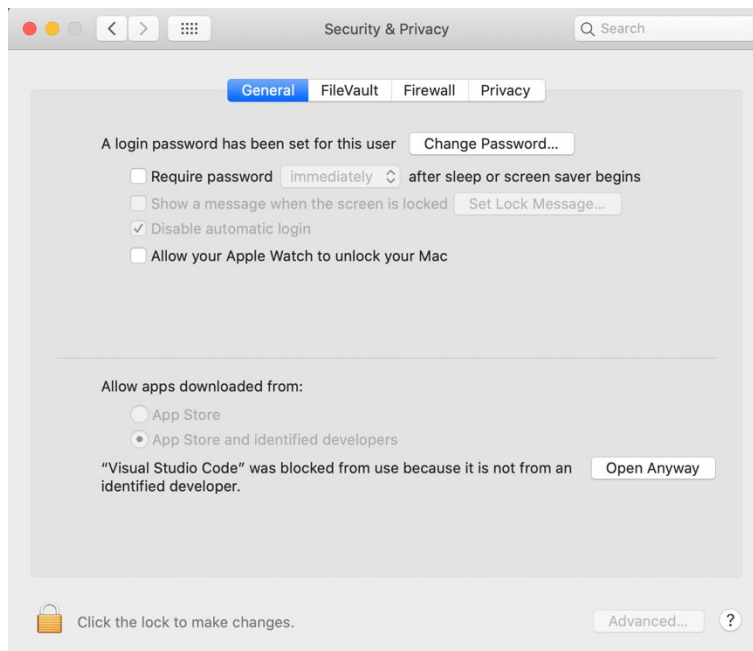 Security & Privacy
Search
General FileVault Firewall Privacy
A login password has been set for this user Change Password...
Require password immediately after sleep or screen saver begins
Show a message when the screen is locked Set Lock Message...
Disable automatic login
Allow your Apple Watch to unlock your Mac
Allow apps downloaded from:
App Store
App Store and identified developers
“Visual Studio Code” was blocked from use because it is not from an
identified developer.
Open Anyway
Click the lock to make changes.
Advanced...
?